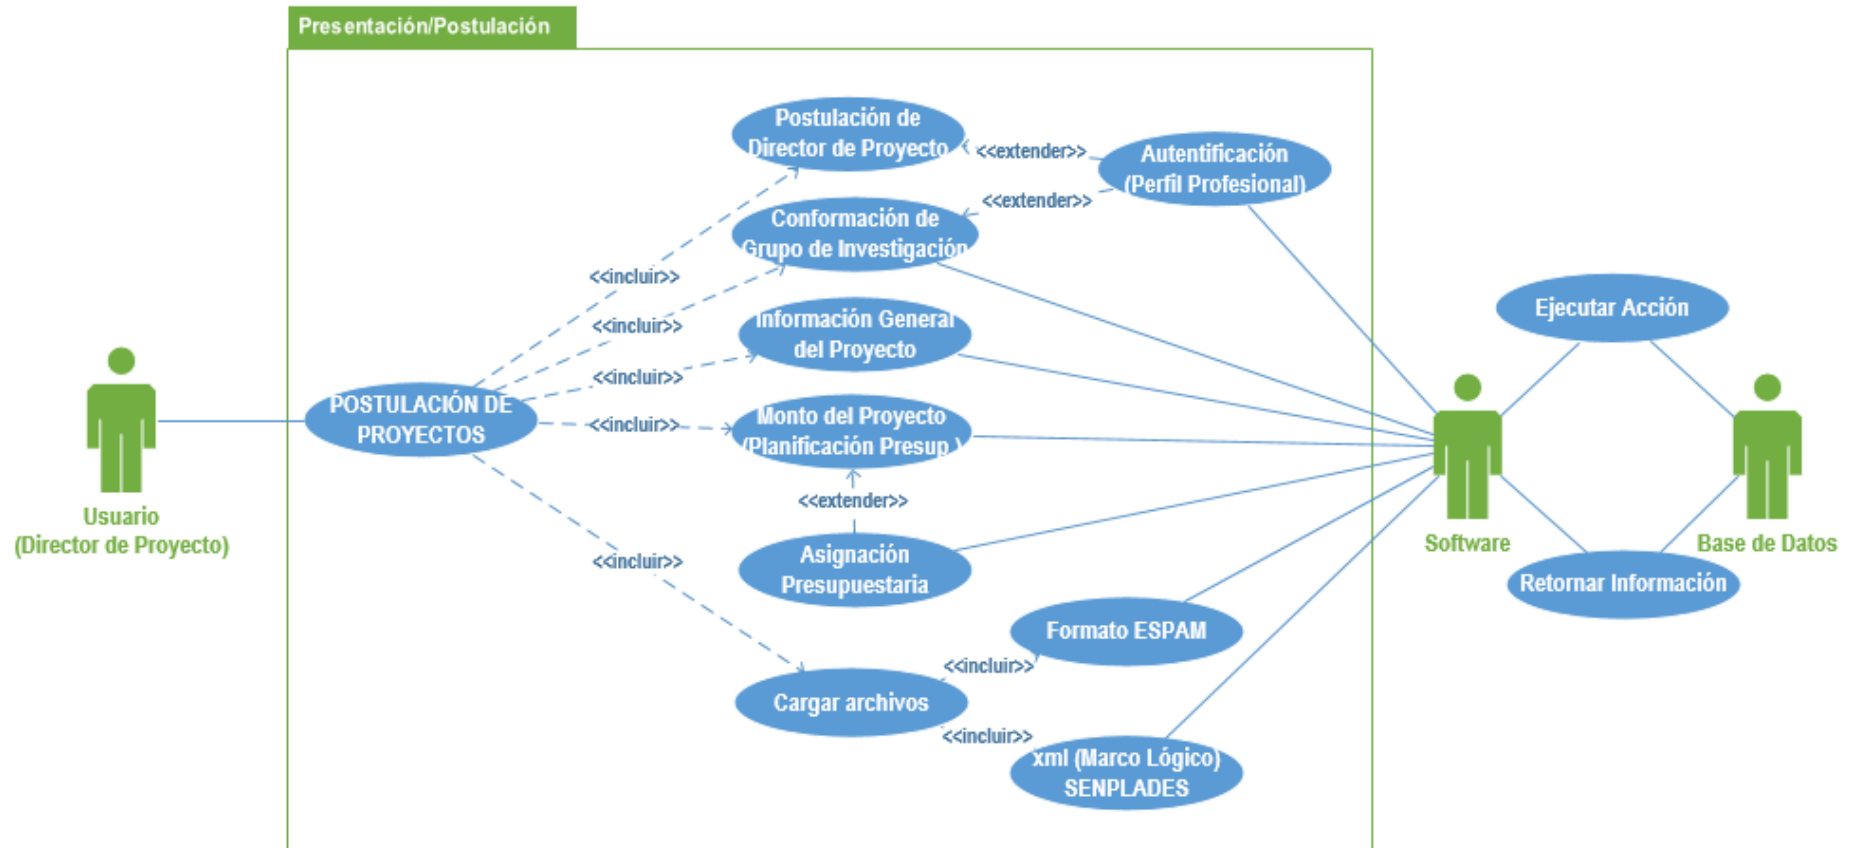 Presentación/Postulación
Postulación de
Director de Proyecto
<<extender>>
Autentificación
(Perfil Profesional)
<<extender>>
Conformación de
Grupo de Investigación
<<incluir>>
<<incluir>>
Información General
del Proyecto
Ejecutar Acción
<<incluir>>
POSTULACIÓN DE
PROYECTOS
<<incluir>>
Monto del Proyecto
(Planificación Presup.)
<<extender>>
Usuario
(Director de Proyecto)
Software
Base de Datos
<<incluir>>
Asignación
Presupuestaria
Retornar Información
Formato ESPAM
<<incluir>>
Cargar archivos
<<incluir>>
xml (Marco Lógico)
SENPLADES